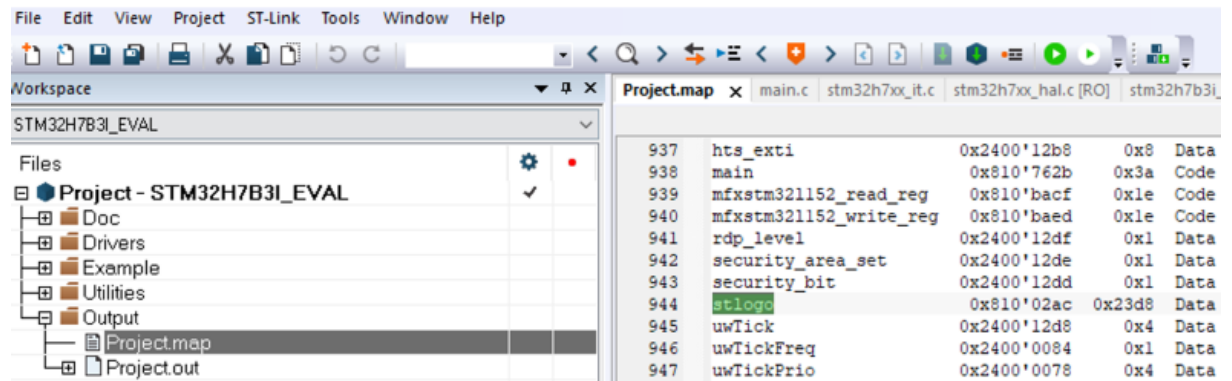 File Edit View Project ST-Link Tools Window Help
Workspace
STM32H7B3I_EVAL
Files
Project - STM32H7B3I_EVAL
Doc
Drivers
Example
Utilities
Output
Project.map
Project.out
Project.map x main.c stm32h7xx_it.c stm32h7xx_hal.c [RO] stm32h7b3i_
937 hts_exti 0x2400'12b8 0x8 Data
938 main 0x810'762b 0x3a Code
939 mfxstm32l152_read_reg 0x810'bacf 0x1e Code
940 mfxstm32l152_write_reg 0x810'baed 0x1e Code
941 rdp_level 0x2400'12df 0x1 Data
942 security_area_set 0x2400'12de 0x1 Data
943 security_bit 0x2400'12dd 0x1 Data
944 stlogo 0x810'02ac 0x23d8 Data
945 uwTick 0x2400'12d8 0x4 Data
946 uwTickFreq 0x2400'0084 0x1 Data
947 uwTickPrio 0x2400'0078 0x4 Data